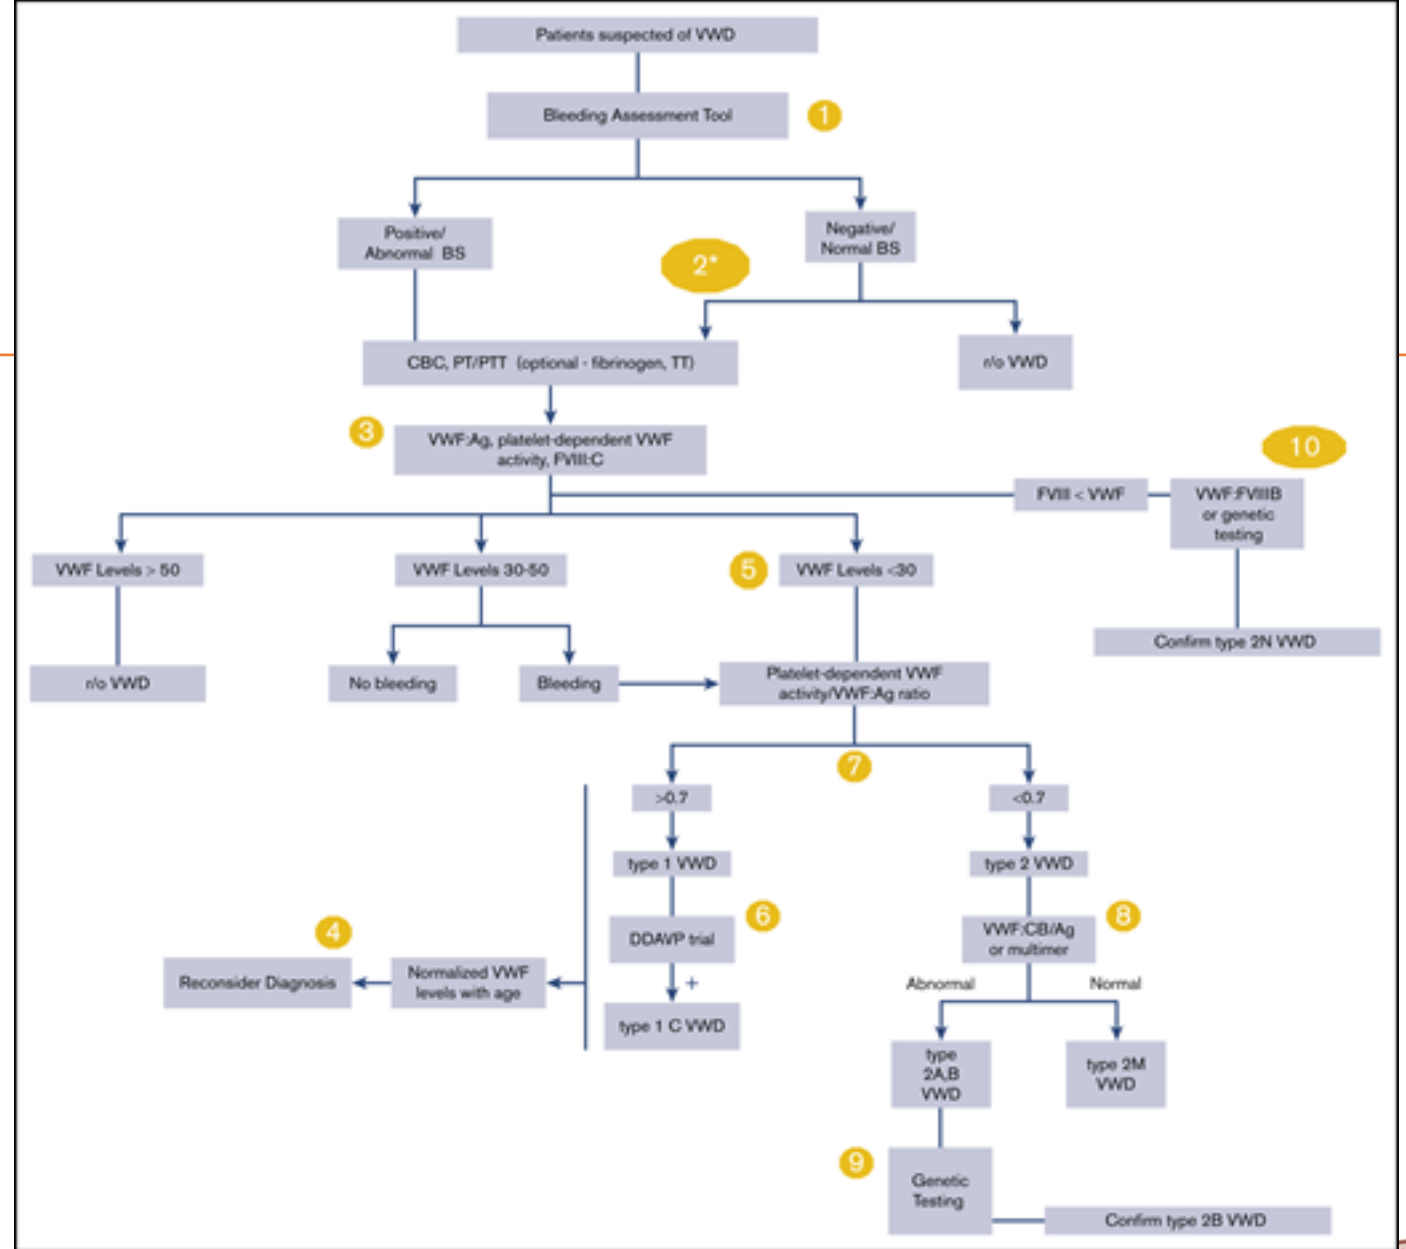 Patients suspected of VWD
Bleeding Assessment Tool
1
Positive/
Abnormal BS
Negative/
Normal BS
2*
CBC, PT/PTT (optional - fibrinogen, TT)
r/o VWD
3
VWF:Ag, platelet-dependent VWF
activity, FVIII:C
10
FVIII < VWF
VWF:FVIIIB
or genetic
testing
VWF Levels > 50
VWF Levels 30-50
5
VWF Levels <30
Confirm type 2N VWD
r/o VWD
No bleeding
Bleeding
Platelet-dependent VWF
activity/VWF:Ag ratio
7
>0.7
<0.7
type 1 VWD
type 2 VWD
6
8
4
DDAVP trial
VWF:CB/Ag
or multimer
Reconsider Diagnosis
Normalized VWF
levels with age
+
Abnormal
Normal
type 1 C VWD
type
2A,B
VWD
type 2M
VWD
9
Genetic
Testing
Confirm type 2B VWD